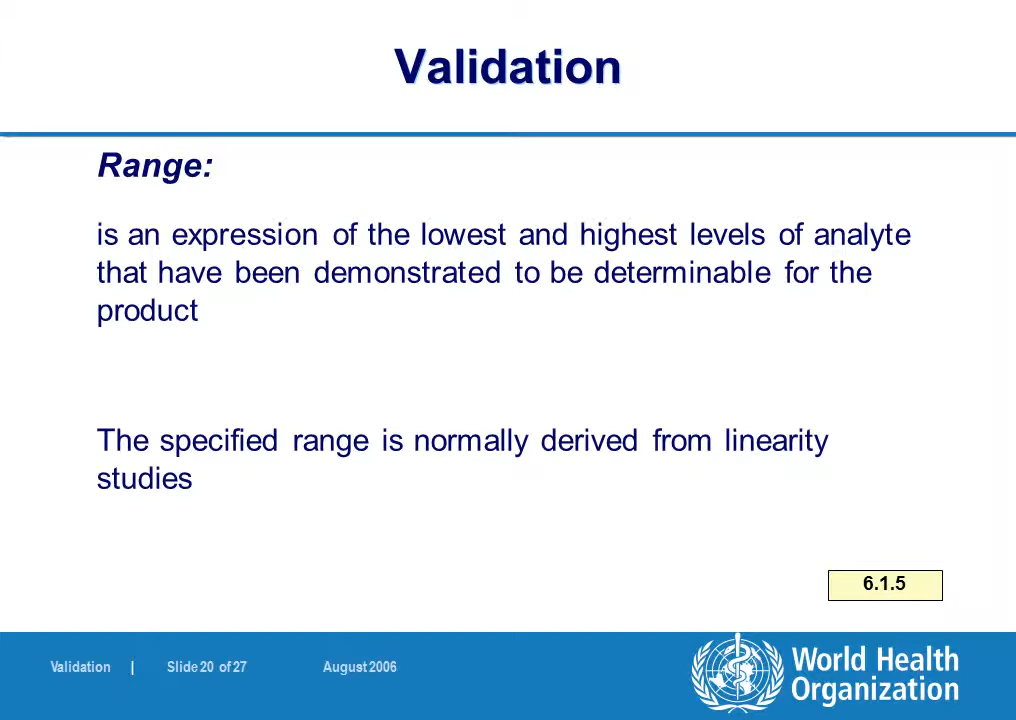 Validation
Range:
is an expression of the lowest and highest levels of analyte
that have been demonstrated to be determinable for the
product
The specified range is normally derived from linearity
studies
6.1.5
Validation | Slide 20 of 27 August 2006
World Health
Organization